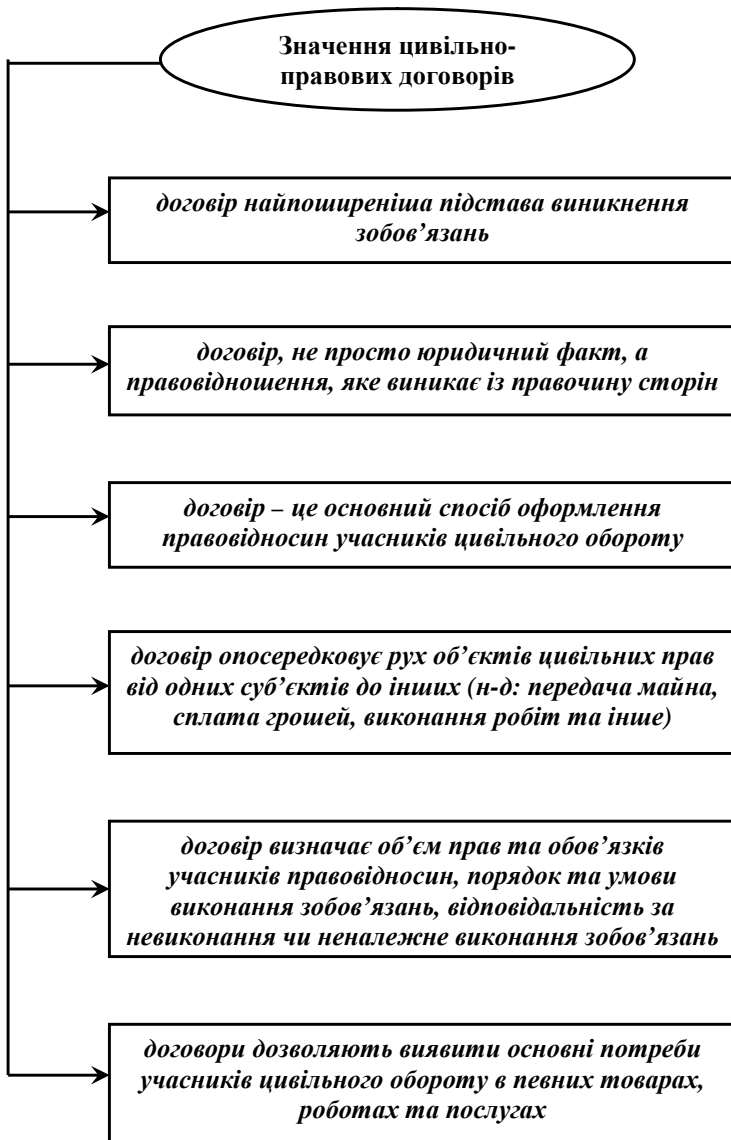 Значення цивільно-
правових договорів
договір найпоширеніша підстава виникнення
зобов’язань
договір, не просто юридичний факт, а
правовідношення, яке виникає із правочину сторін
договір – це основний спосіб оформлення
правовідносин учасників цивільного обороту
договір опосередковує рух об’єктів цивільних прав
від одних суб’єктів до інших (н-д: передача майна,
сплата грошей, виконання робіт та інше)
договір визначає об’єм прав та обов’язків
учасників правовідносин, порядок та умови
виконання зобов’язань, відповідальність за
невиконання чи неналежне виконання зобов’язань
договори дозволяють виявити основні потреби
учасників цивільного обороту в певних товарах,
роботах та послугах